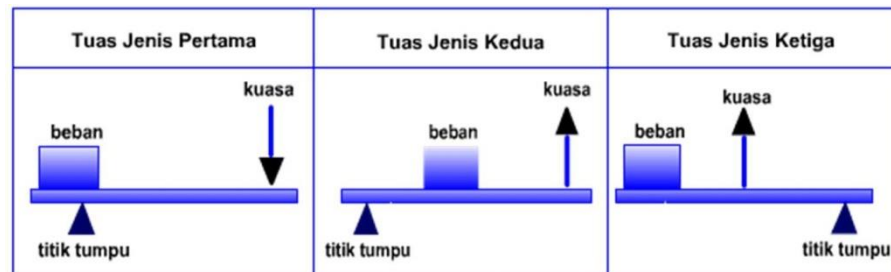 Tuas Jenis Pertama
Tuas Jenis Kedua
Tuas Jenis Ketiga
kuasa
beban
titik tumpu
kuasa
beban
titik tumpu
kuasa
beban
titik tumpu